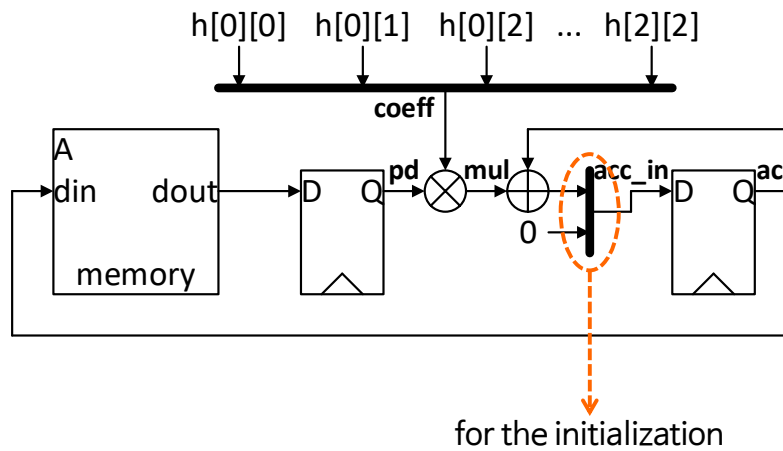 h[0][0] h[0][1] h[0][2] ... h[2][2]
coeff
A
din dout
memory
D Q
pd
mul
0
acc_in
D Q
ac
for the initialization